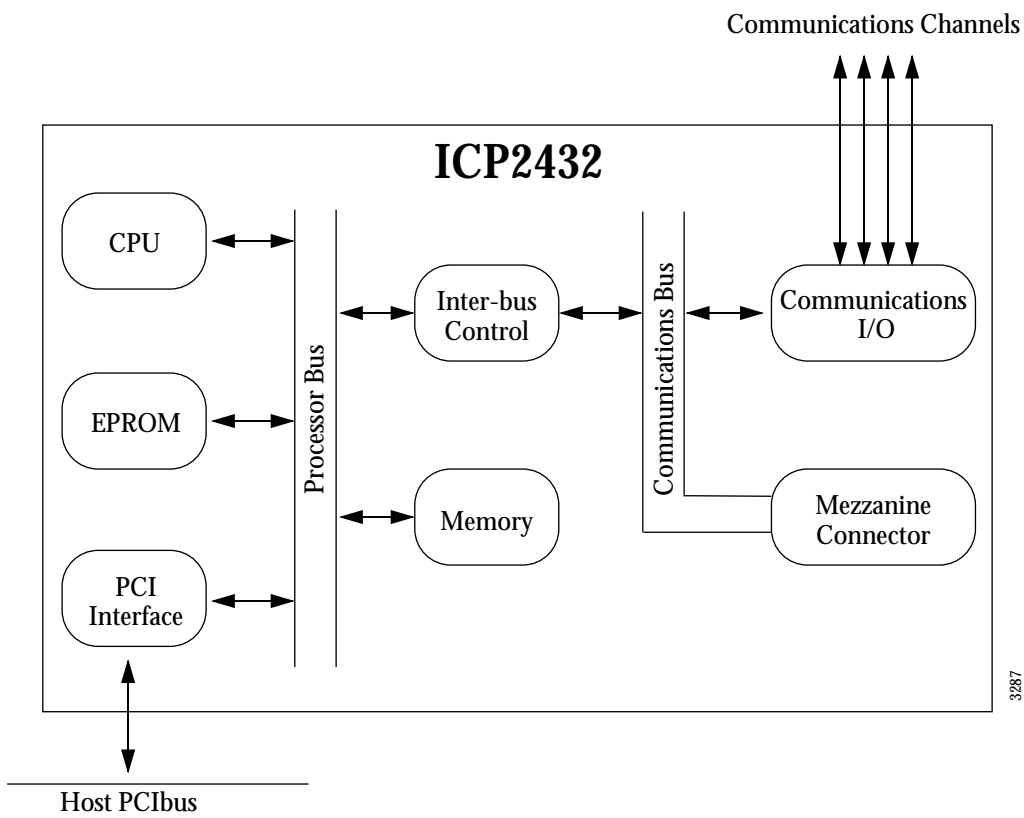 Communications Channels
ICP2432
CPU
EPROM
PCI
Interface
Processor Bus
Inter-bus
Control
Memory
Communications Bus
Communications
I/O
Mezzanine
Connector
3287
Host PCIbus